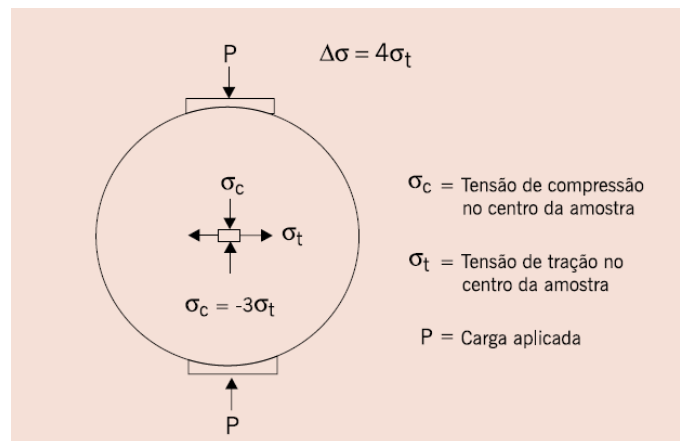 P
Δσ = 4σt
σc
σt
σc = -3σt
P
σc = Tensão de compressão
no centro da amostra
σt = Tensão de tração no
centro da amostra
P = Carga aplicada